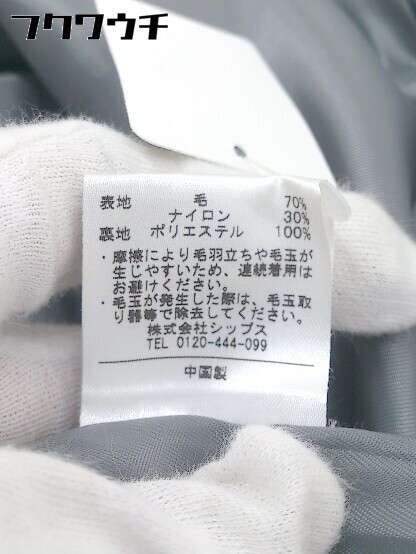 フクワウチ
表地 毛 70%
ナイロン 30%
裏地 ポリエステル 100%
・摩擦により毛羽立ちや毛玉が
生じやすいため、連続着用は
お避けください。
・毛玉が発生した際は、毛玉取
り器等で除去してください。
株式会社シップス
TEL 0120-444-099
中国製